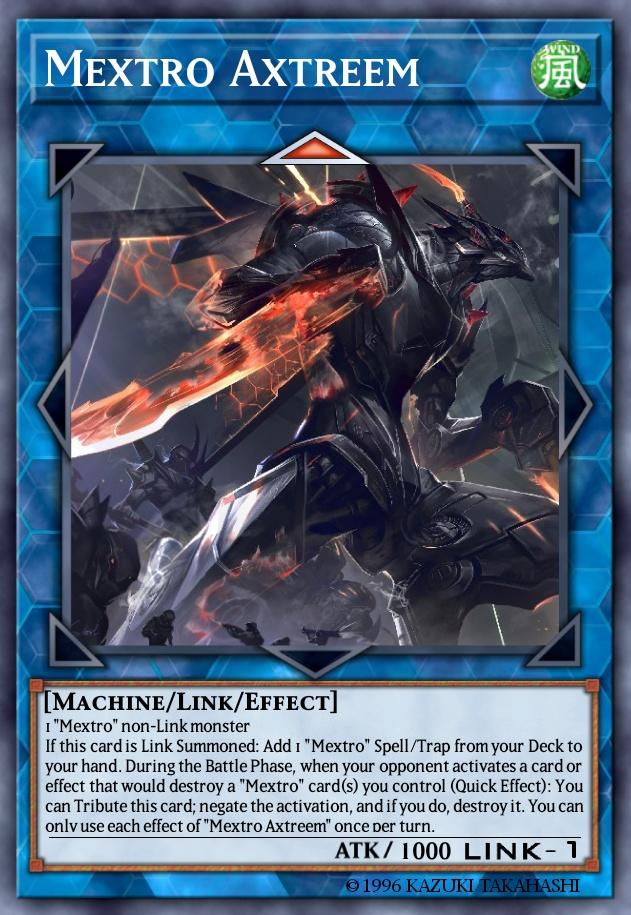 Mextro Axtreem
WIND
風
[Machine/Link/Effect]
1 "Mextro" non-Link monster
If this card is Link Summoned: Add 1 "Mextro" Spell/Trap from your Deck to
your hand. During the Battle Phase, when your opponent activates a card or
effect that would destroy a "Mextro" card(s) you control (Quick Effect): You
can Tribute this card; negate the activation, and if you do, destroy it. You can
only use each effect of "Mextro Axtreem" once per turn.
ATK/ 1000 LINK- 1
©1996 KAZUKI TAKAHASHI